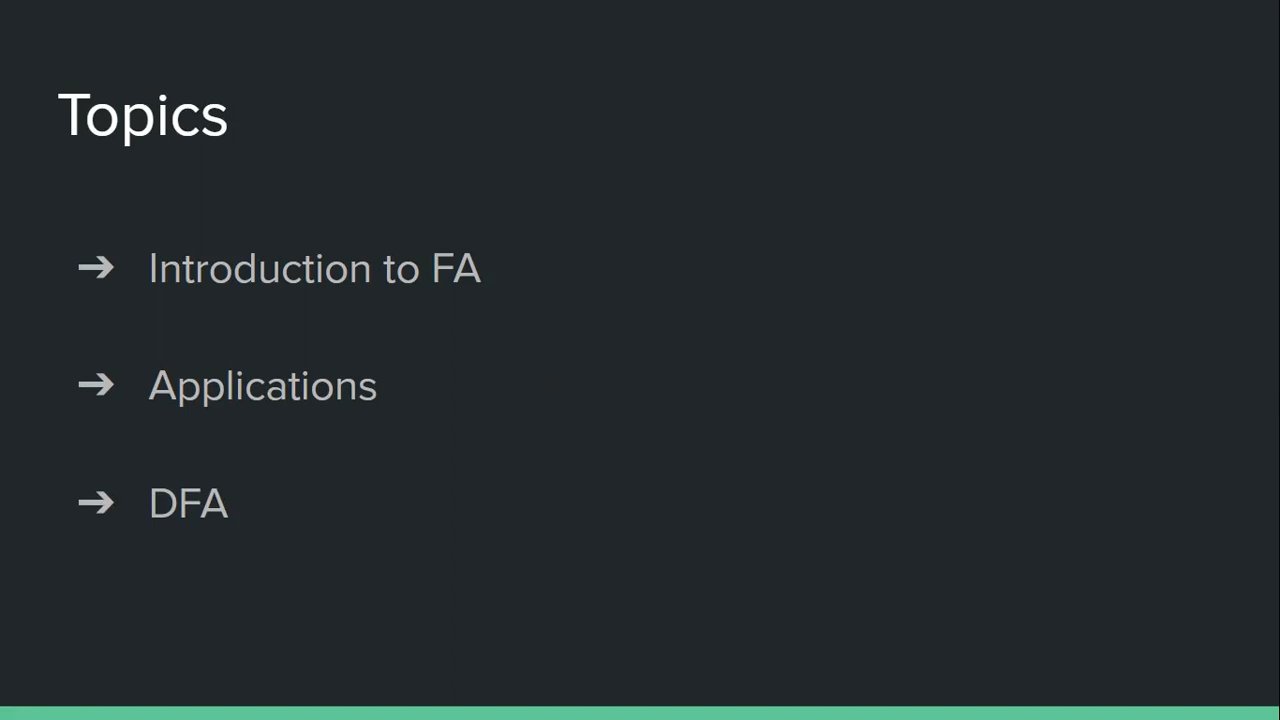 Topics
➔ Introduction to FA
➔ Applications
➔ DFA